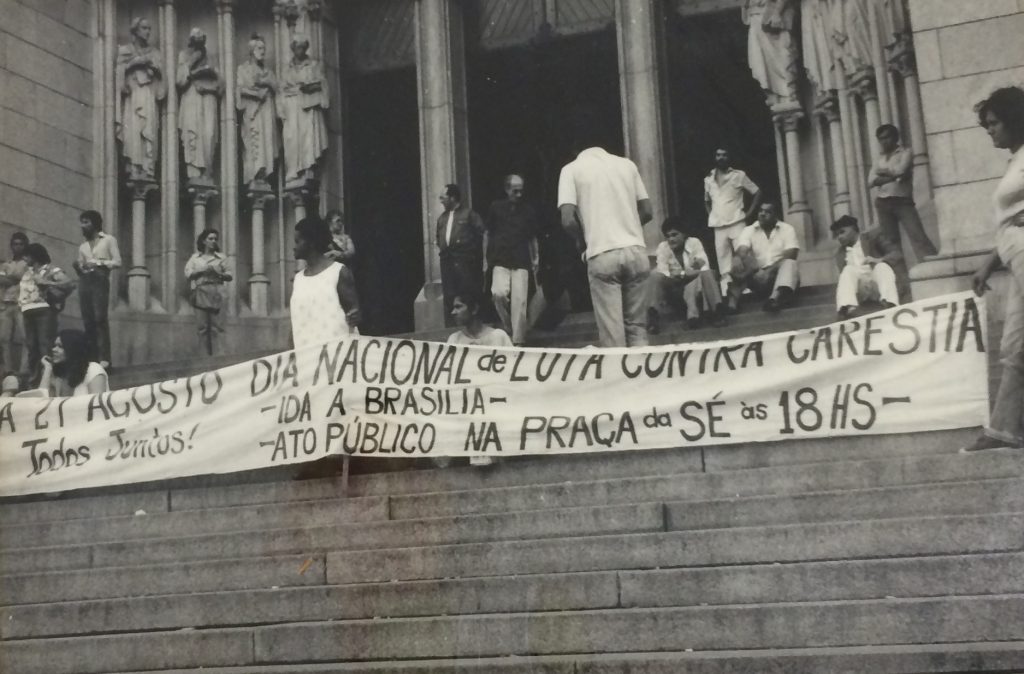 A 21 AGOSTO DIA NACIONAL de LUTA CONTRA CARESTIA
Todos Juntos!
-IDA A BRASILIA-
-ATO PÚBLICO NA PRAÇA da SÉ às 18 HS-